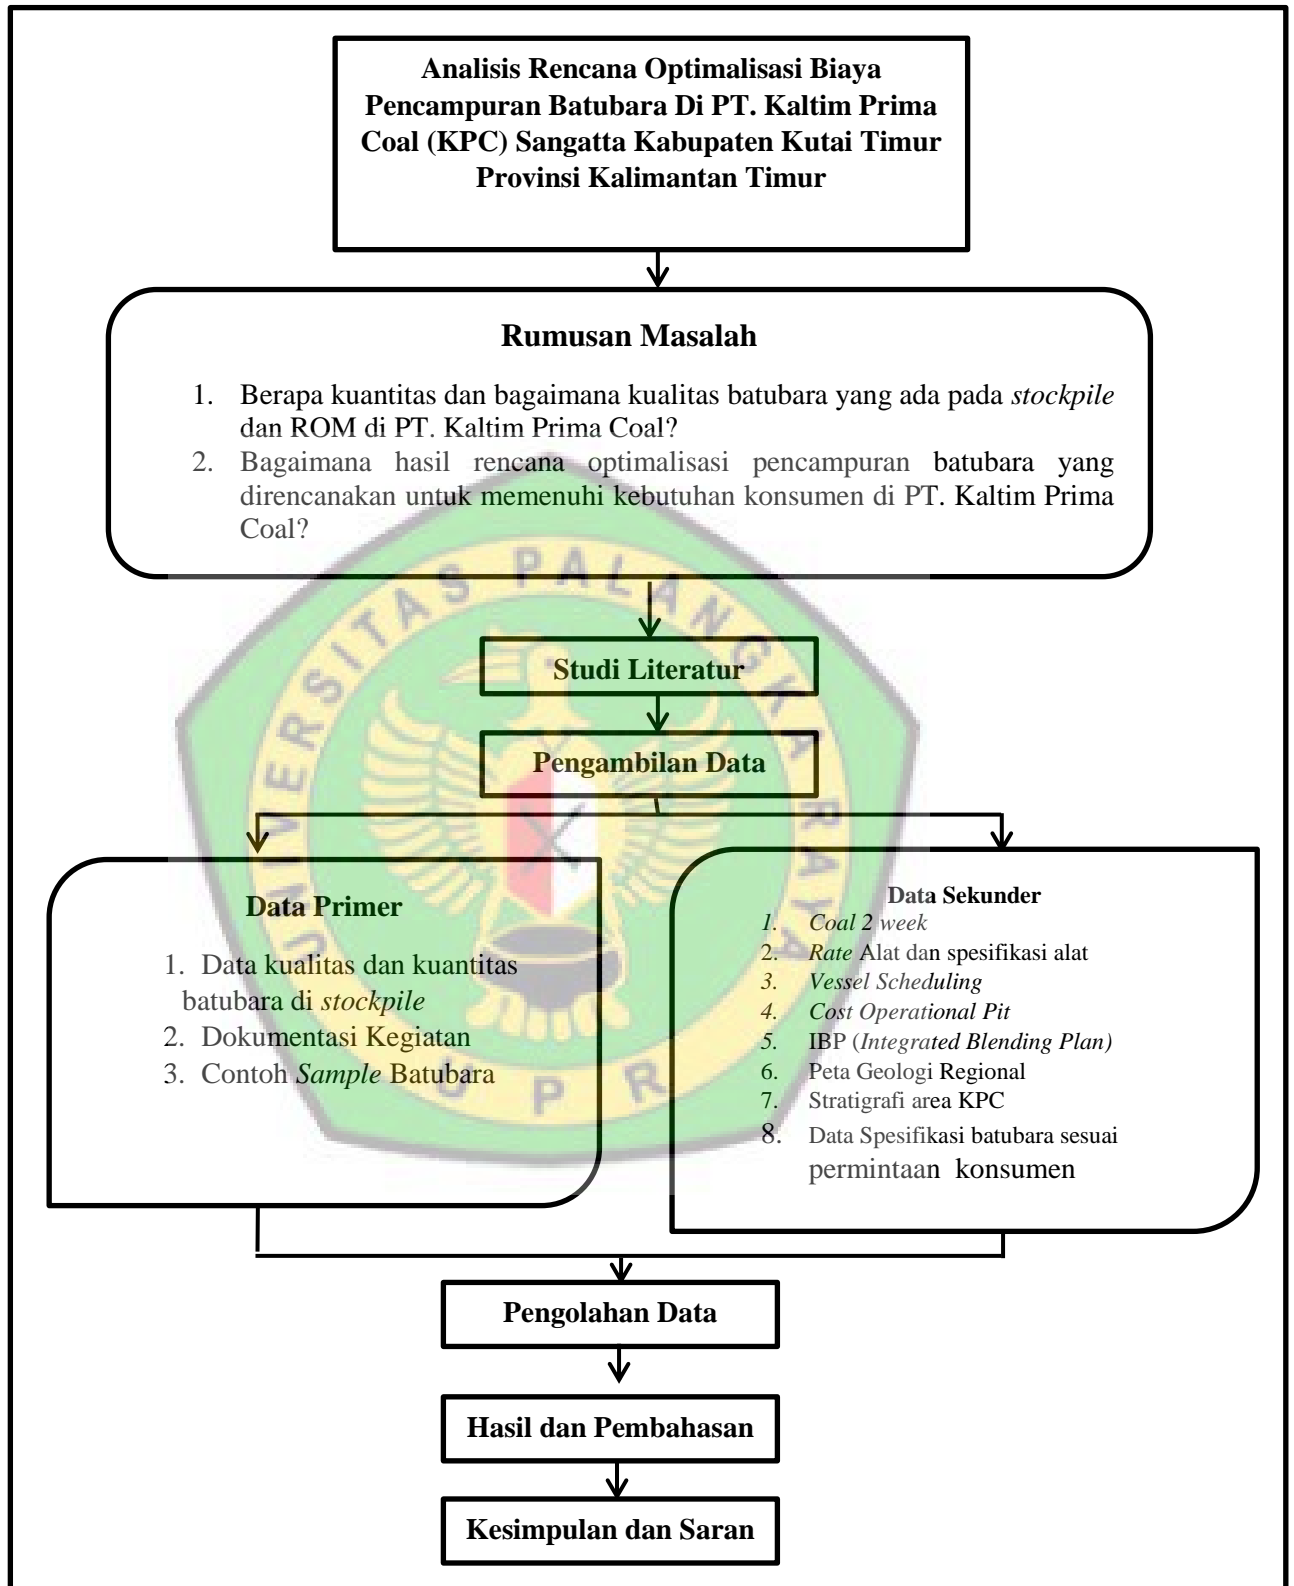 Analisis Rencana Optimalisasi Biaya
Pencampuran Batubara Di PT. Kaltim Prima
Coal (KPC) Sangatta Kabupaten Kutai Timur
Provinsi Kalimantan Timur
Rumusan Masalah
1. Berapa kuantitas dan bagaimana kualitas batubara yang ada pada stockpile
dan ROM di PT. Kaltim Prima Coal?
2. Bagaimana hasil rencana optimalisasi pencampuran batubara yang
direncanakan untuk memenuhi kebutuhan konsumen di PT. Kaltim Prima
Coal?
UNIVERSITAS PALANGKA RAYA
Studi Literatur
Pengambilan Data
Data Primer
1. Data kualitas dan kuantitas
batubara di stockpile
2. Dokumentasi Kegiatan
3. Contoh Sample Batubara
Data Sekunder
1. Coal 2 week
2. Rate Alat dan spesifikasi alat
3. Vessel Scheduling
4. Cost Operational Pit
5. IBP (Integrated Blending Plan)
6. Peta Geologi Regional
7. Stratigrafi area KPC
8. Data Spesifikasi batubara sesuai
permintaan konsumen
UPR
Pengolahan Data
Hasil dan Pembahasan
Kesimpulan dan Saran